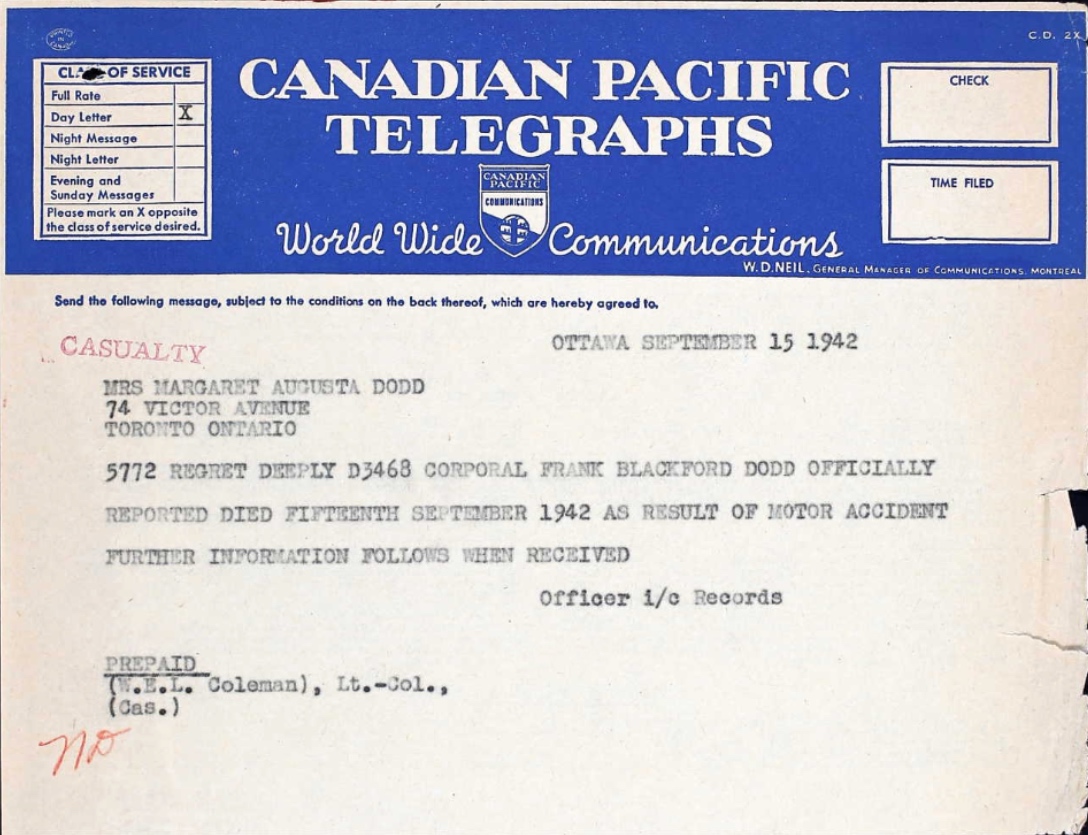 PRINTED IN CANADA
C.D. 2X
CLA OF SERVICE
Full Rate
Day Letter X
Night Message
Night Letter
Evening and
Sunday Messages
Please mark an X opposite
the class of service desired.
CANADIAN PACIFIC
TELEGRAPHS
CANADIAN
PACIFIC
COMMUNICATIONS
World Wide Communications
CHECK
TIME FILED
W.D. NEIL, GENERAL MANAGER OF COMMUNICATIONS, MONTREAL
Send the following message, subject to the conditions on the back thereof, which are hereby agreed to.
CASUALTY
OTTAWA SEPTEMBER 15 1942
MRS MARGARET AUGUSTA DODD
74 VICTOR AVENUE
TORONTO ONTARIO
5772 REGRET DEEPLY D3468 CORPORAL FRANK BLACKFORD DODD OFFICIALLY
REPORTED DIED FIFTEENTH SEPTEMBER 1942 AS RESULT OF MOTOR ACCIDENT
FURTHER INFORMATION FOLLOWS WHEN RECEIVED
Officer i/c Records
PREPAID
(W.E.L. Coleman), Lt.-Col.,
(Cas.)